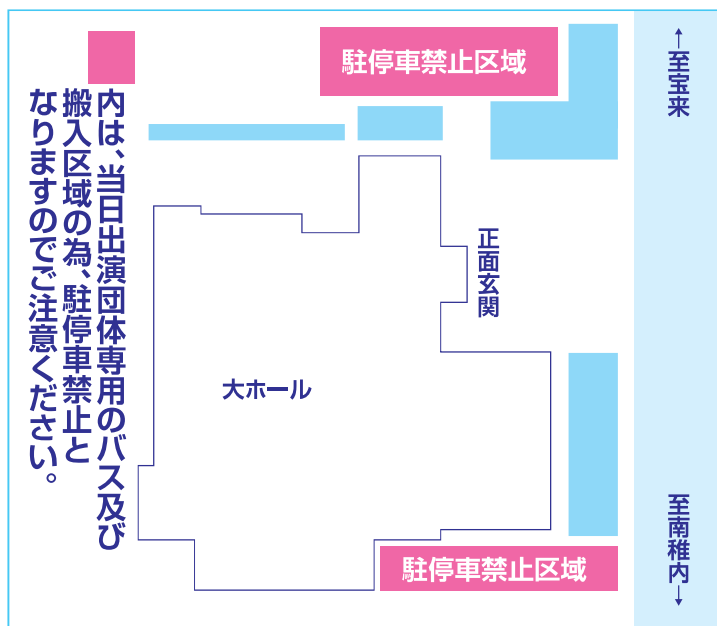 駐停車禁止区域
↑至宝来
内は、当日出演団体専用のバス及び
搬入区域の為、駐停車禁止と
なりますのでご注意ください。
正面玄関
大ホール
至南稚内↓
駐停車禁止区域